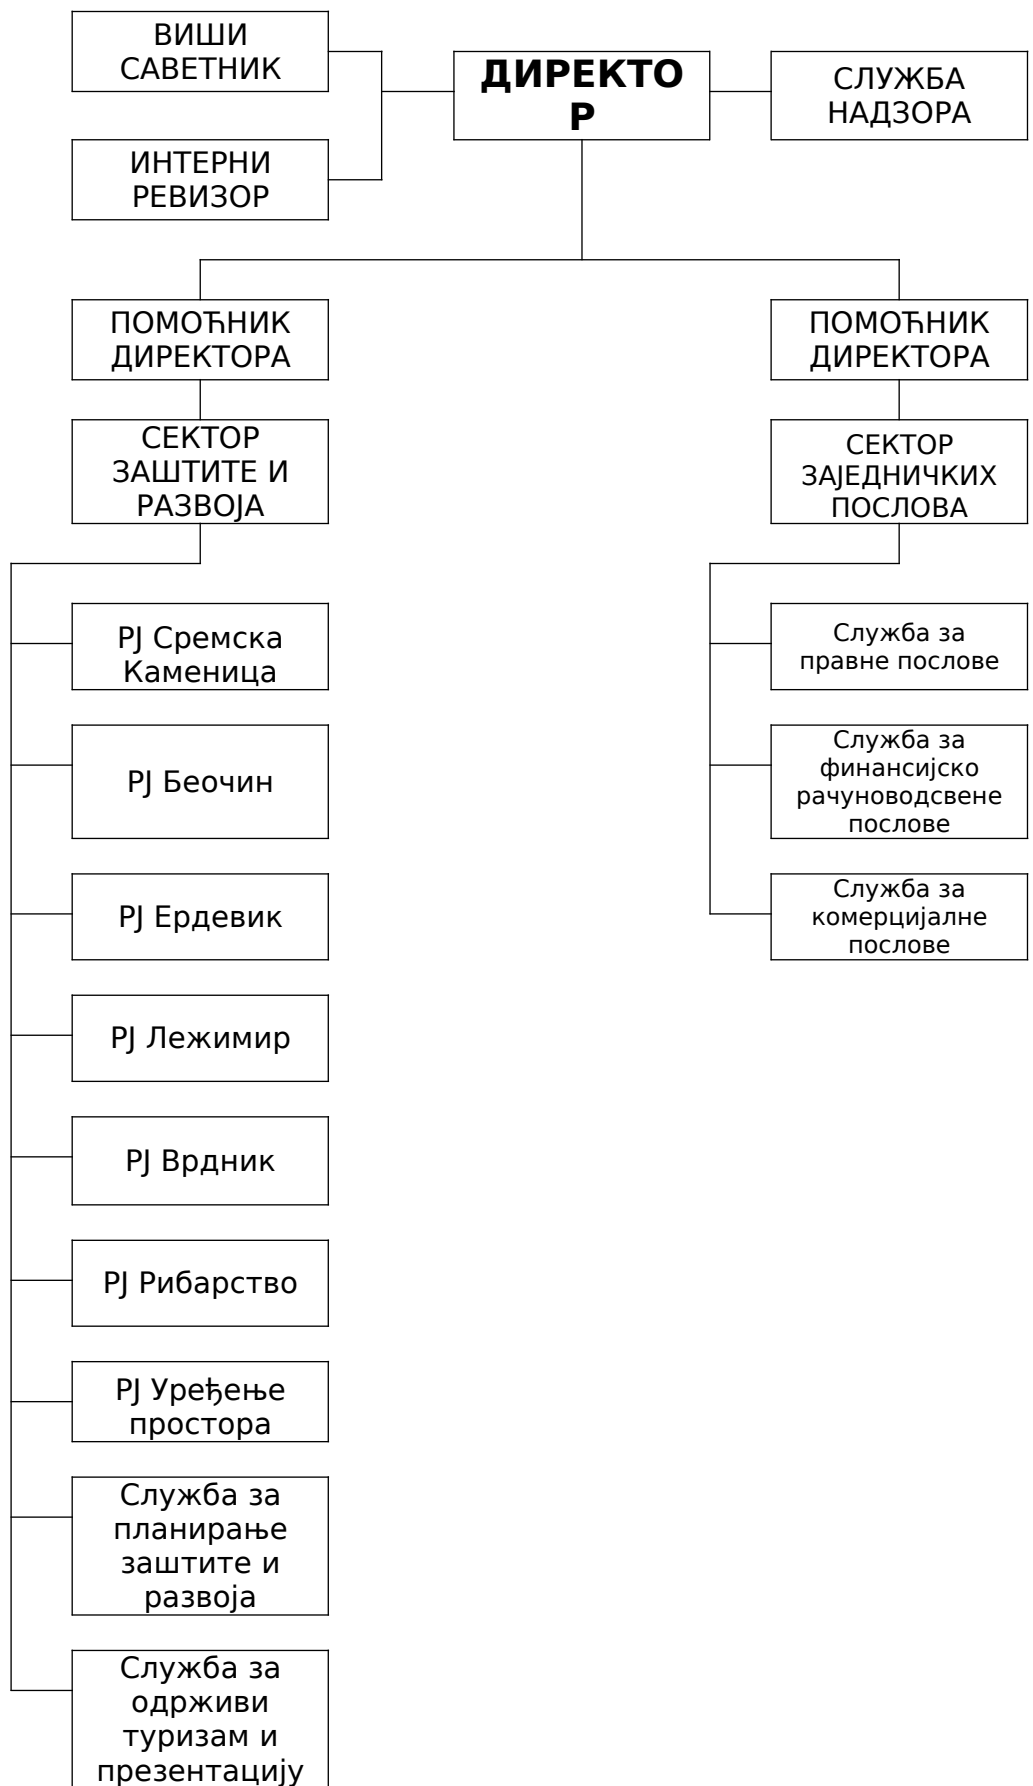 ВИШИ
САВЕТНИК
ДИРЕКТО
Р
СЛУЖБА
НАДЗОРА
ИНТЕРНИ
РЕВИЗОР
ПОМОЋНИК
ДИРЕКТОРА
ПОМОЋНИК
ДИРЕКТОРА
СЕКТОР
ЗАШТИТЕ И
РАЗВОЈА
СЕКТОР
ЗАЈЕДНИЧКИХ
ПОСЛОВА
РЈ Сремска
Каменица
РЈ Беочин
РЈ Ердевик
РЈ Лежимир
РЈ Врдник
РЈ Рибарство
РЈ Уређење
простора
Служба за
планирање
заштите и
развоја
Служба за
одрживи
туризам и
презентацију
Служба за
правне послове
Служба за
финансијско
рачуноводсвене
послове
Служба за
комерцијалне
послове